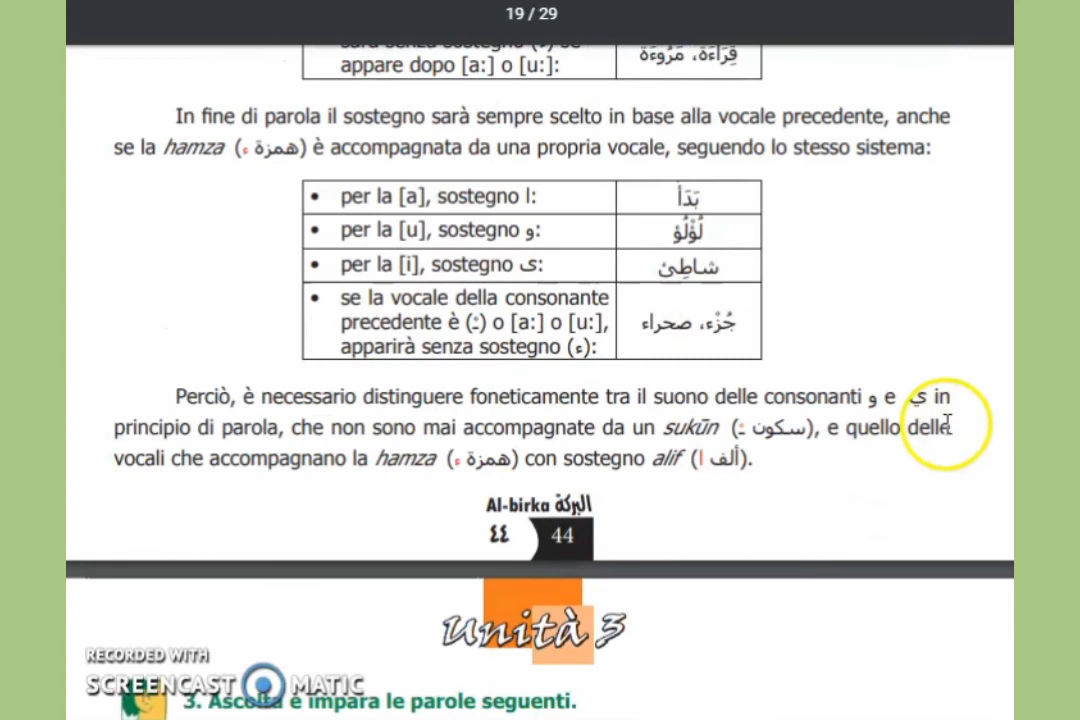 19 / 29
appare dopo [a:] o [u:]:
قِرَاءَة، مَرُوءَة
In fine di parola il sostegno sarà sempre scelto in base alla vocale precedente, anche
se la hamza (همزة ء) è accompagnata da una propria vocale, seguendo lo stesso sistema:
• per la [a], sostegno ا:
بَدَأ
• per la [u], sostegno و:
لُؤْلُؤ
• per la [i], sostegno ى:
شاطِئ
• se la vocale della consonante
precedente è (ـْ) o [a:] o [u:],
apparirà senza sostegno (ء):
جُزْء، صحراء
Perciò, è necessario distinguere foneticamente tra il suono delle consonanti و e ي in
principio di parola, che non sono mai accompagnate da un sukūn (سكون ـْ), e quello delle
vocali che accompagnano la hamza (همزة ء) con sostegno alif (ألف ا).
Al-birka البركة
٤٤ 44
Unità 3
RECORDED WITH
SCREENCAST MATIC
3. Ascolta e impara le parole seguenti.